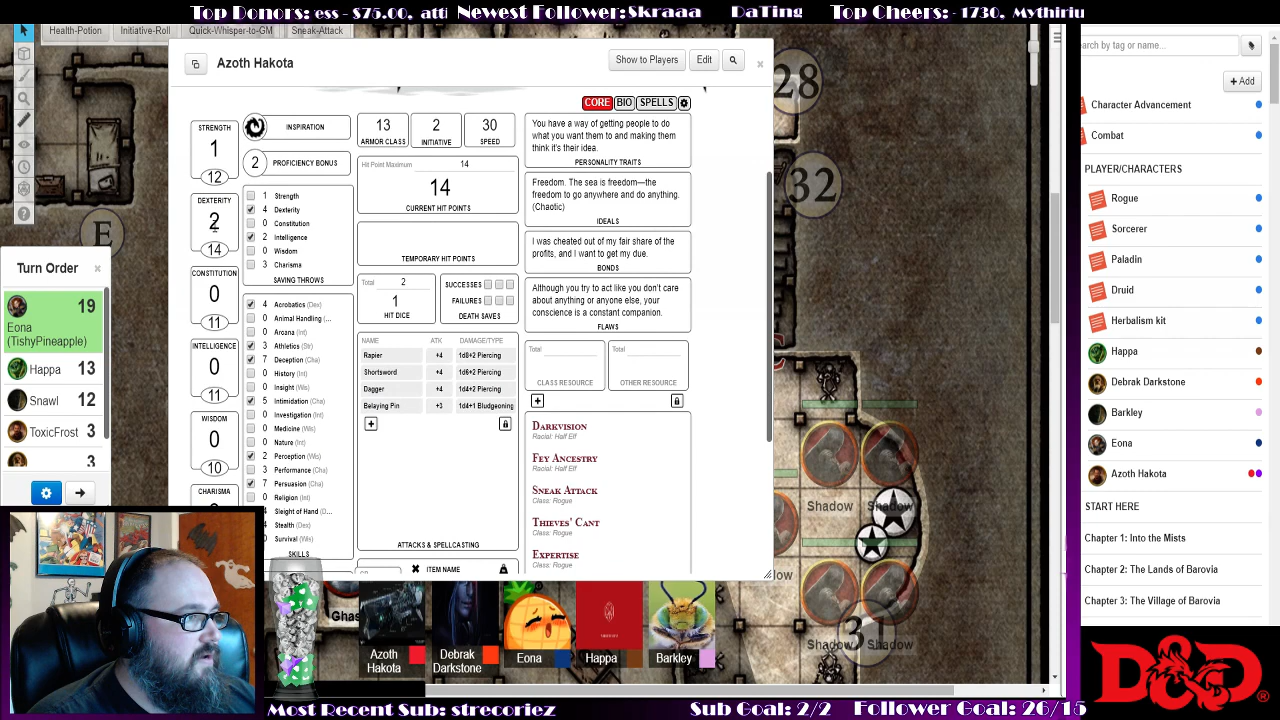 Top Donors: ess - $75.00, atti Newest Follower: Skraaa DaTing Top Cheers: - 1730, Mythiriu
Health-Potion Initiative-Roll Quick-Whisper-to-GM Sneak-Attack
Azoth Hakota
Show to Players Edit
CORE BIO SPELLS
STRENGTH
1
12
DEXTERITY
2
14
CONSTITUTION
0
11
INTELLIGENCE
0
11
WISDOM
0
10
CHARISMA
INSPIRATION
2 PROFICIENCY BONUS
1 Strength
4 Dexterity
0 Constitution
2 Intelligence
0 Wisdom
3 Charisma
SAVING THROWS
4 Acrobatics (Dex)
0 Animal Handling (...
0 Arcana (Int)
3 Athletics (Str)
7 Deception (Cha)
0 History (Int)
0 Insight (Wis)
5 Intimidation (Cha)
0 Investigation (Int)
0 Medicine (Wis)
0 Nature (Int)
2 Perception (Wis)
3 Performance (Cha)
7 Persuasion (Cha)
0 Religion (Int)
4 Sleight of Hand (D...
4 Stealth (Dex)
0 Survival (Wis)
SKILLS
13 2 30
ARMOR CLASS INITIATIVE SPEED
Hit Point Maximum 14
14
CURRENT HIT POINTS
TEMPORARY HIT POINTS
Total 2
1
HIT DICE
SUCCESSES
FAILURES
DEATH SAVES
NAME ATK DAMAGE/TYPE
Rapier +4 1d8+2 Piercing
Shortsword +4 1d6+2 Piercing
Dagger +4 1d4+2 Piercing
Belaying Pin +3 1d4+1 Bludgeoning
ATTACKS & SPELLCASTING
ITEM NAME
You have a way of getting people to do
what you want them to and making them
think it's their idea.
PERSONALITY TRAITS
Freedom. The sea is freedom—the
freedom to go anywhere and do anything.
(Chaotic)
IDEALS
I was cheated out of my fair share of the
profits, and I want to get my due.
BONDS
Although you try to act like you don't care
about anything or anyone else, your
conscience is a constant companion.
FLAWS
Total Total
CLASS RESOURCE OTHER RESOURCE
DARKVISION
Racial: Half Elf
FEY ANCESTRY
Racial: Half Elf
SNEAK ATTACK
Class: Rogue
THIEVES' CANT
Class: Rogue
EXPERTISE
Class: Rogue
E
28
32
Turn Order
Eona 19
(TishyPineapple)
Happa 13
Snawl 12
ToxicFrost 3
3
Shadow Shadow
Shadow Shadow
Azoth
Hakota
Debrak
Darkstone
Eona
Happa
Barkley
arch by tag or name...
+ Add
Character Advancement
Combat
PLAYER/CHARACTERS
Rogue
Sorcerer
Paladin
Druid
Herbalism kit
Happa
Debrak Darkstone
Barkley
Eona
Azoth Hakota
START HERE
Chapter 1: Into the Mists
Chapter 2: The Lands of Barovia
Chapter 3: The Village of Barovia
D&D
Most Recent Sub: strecoriez Sub Goal: 2/2 Follower Goal: 26/15